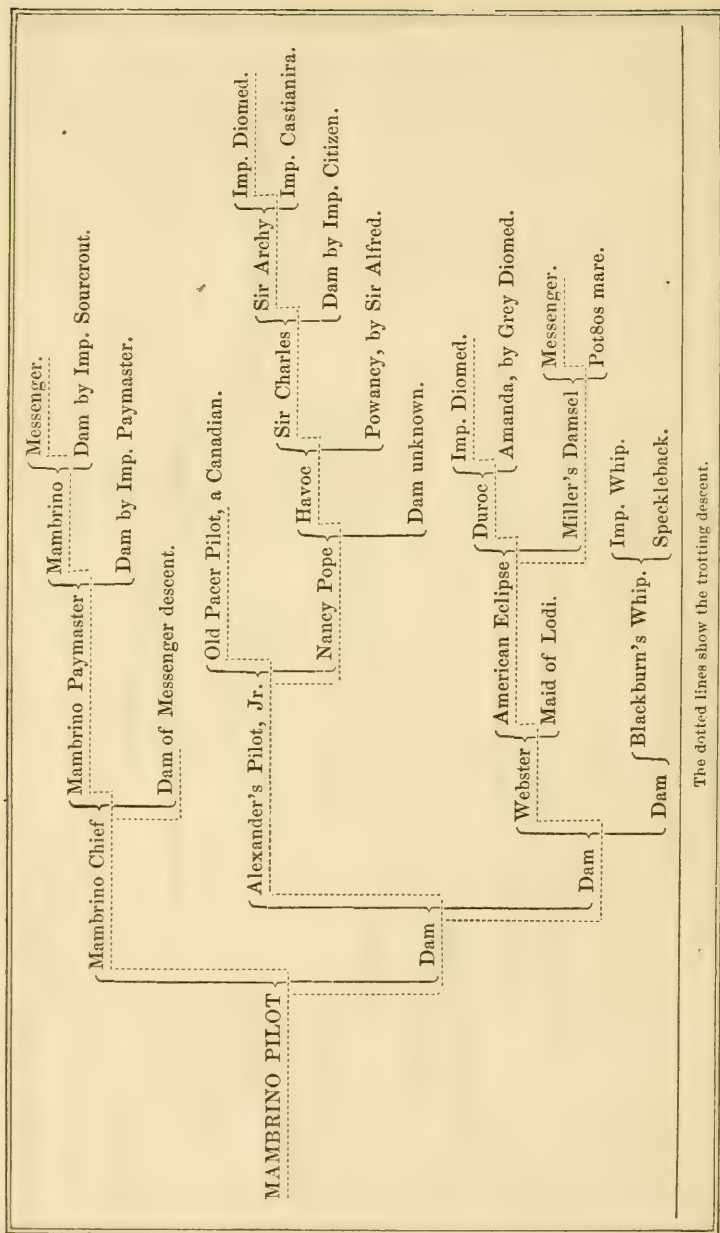 Messenger.
Mambrino
Dam by Imp. Sourcrout.
Mambrino Paymaster
Dam by Imp. Paymaster.
Mambrino Chief
Dam of Messenger descent.
MAMBRINO PILOT
Old Pacer Pilot, a Canadian.
Alexander's Pilot, Jr.
Imp. Diomed.
Sir Archy
Imp. Castianira.
Sir Charles
Dam by Imp. Citizen.
Havoc
Powancy, by Sir Alfred.
Nancy Pope
Dam unknown.
Dam
Imp. Diomed.
Duroc
Amanda, by Grey Diomed.
American Eclipse
Messenger.
Miller's Damsel
Pot8os mare.
Webster
Maid of Lodi.
Dam
Imp. Whip.
Blackburn's Whip.
Speckleback.
Dam
The dotted lines show the trotting descent.